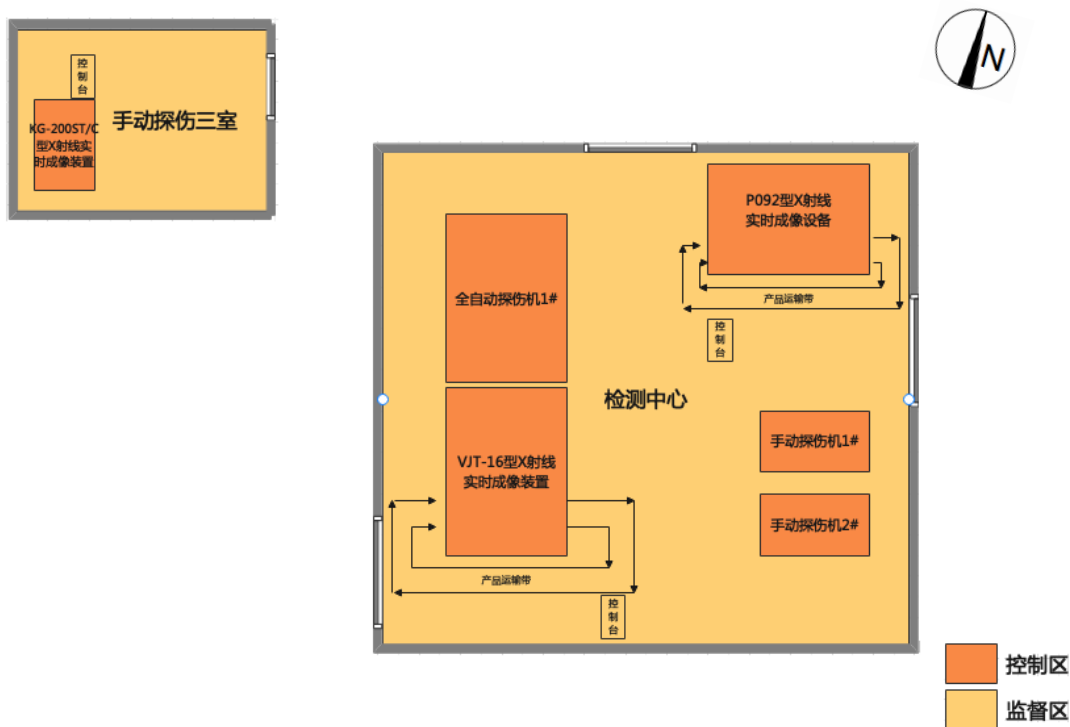 N
控
制
台
手动探伤三室
KG-200ST/C
型X射线实
时成像装置
P092型X射线
实时成像设备
全自动探伤机1#
产品运输带
控
制
台
检测中心
手动探伤机1#
VJT-16型X射线
实时成像装置
手动探伤机2#
产品运输带
控
制
台
控制区
监督区